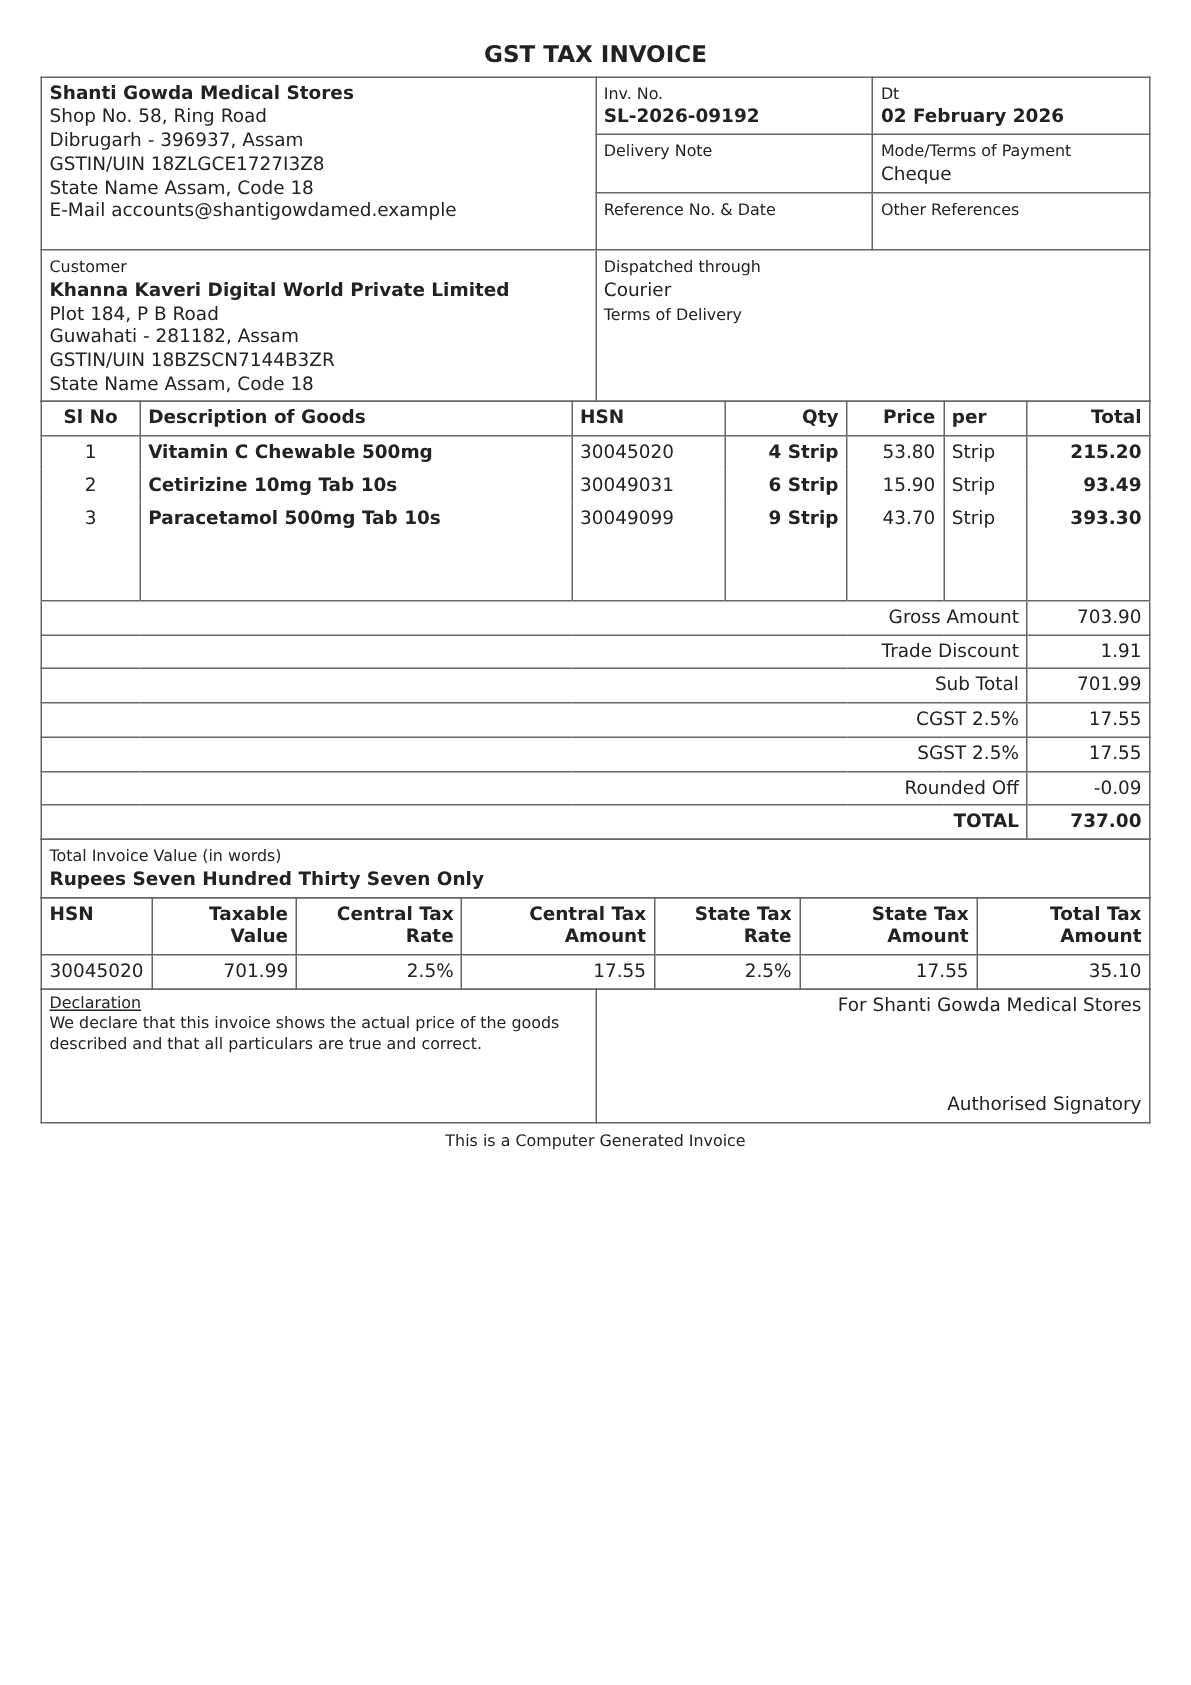 GST TAX INVOICE
Shanti Gowda Medical Stores
Shop No. 58, Ring Road
Dibrugarh - 396937, Assam
GSTIN/UIN 18ZLGCE1727I3Z8
State Name Assam, Code 18
E-Mail accounts@shantigowdamed.example
Inv. No.
SL-2026-09192
Dt
02 February 2026
Delivery Note
Mode/Terms of Payment
Cheque
Reference No. & Date
Other References
Customer
Khanna Kaveri Digital World Private Limited
Plot 184, P B Road
Guwahati - 281182, Assam
GSTIN/UIN 18BZSCN7144B3ZR
State Name Assam, Code 18
Dispatched through
Courier
Terms of Delivery
Sl No Description of Goods HSN Qty Price per Total
1 Vitamin C Chewable 500mg 30045020 4 Strip 53.80 Strip 215.20
2 Cetirizine 10mg Tab 10s 30049031 6 Strip 15.90 Strip 93.49
3 Paracetamol 500mg Tab 10s 30049099 9 Strip 43.70 Strip 393.30
Gross Amount 703.90
Trade Discount 1.91
Sub Total 701.99
CGST 2.5% 17.55
SGST 2.5% 17.55
Rounded Off -0.09
TOTAL 737.00
Total Invoice Value (in words)
Rupees Seven Hundred Thirty Seven Only
HSN Taxable Value Central Tax Rate Central Tax Amount State Tax Rate State Tax Amount Total Tax Amount
30045020 701.99 2.5% 17.55 2.5% 17.55 35.10
Declaration
We declare that this invoice shows the actual price of the goods
described and that all particulars are true and correct.
For Shanti Gowda Medical Stores
Authorised Signatory
This is a Computer Generated Invoice